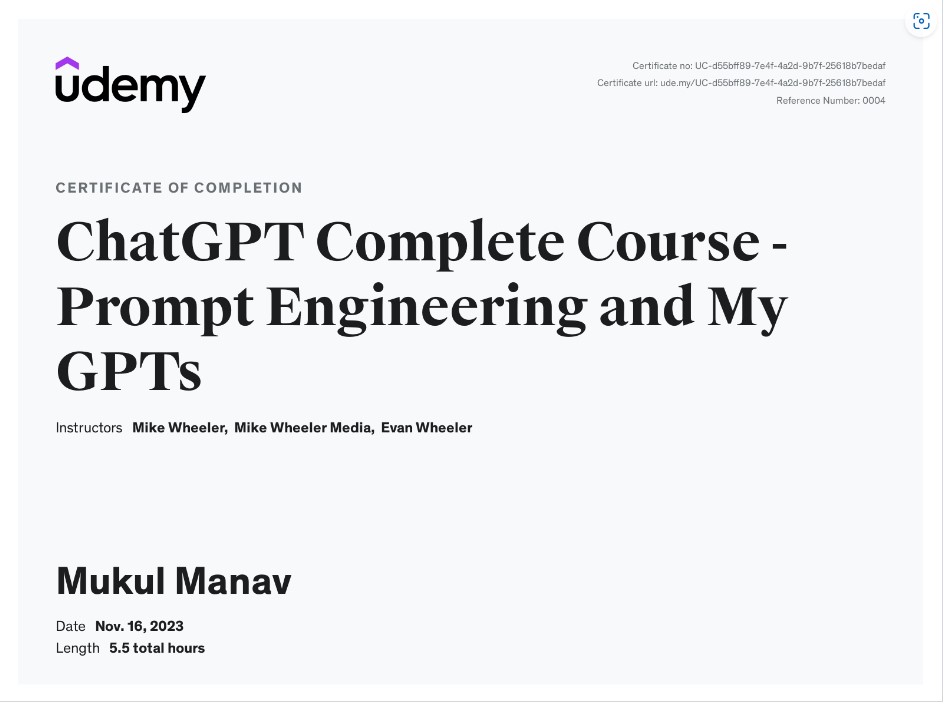 udemy
Certificate no: UC-d55bff89-7e4f-4a2d-9b7f-25618b7bedaf
Certificate url: ude.my/UC-d55bff89-7e4f-4a2d-9b7f-25618b7bedaf
Reference Number: 0004
CERTIFICATE OF COMPLETION
ChatGPT Complete Course -
Prompt Engineering and My
GPTs
Instructors Mike Wheeler, Mike Wheeler Media, Evan Wheeler
Mukul Manav
Date Nov. 16, 2023
Length 5.5 total hours